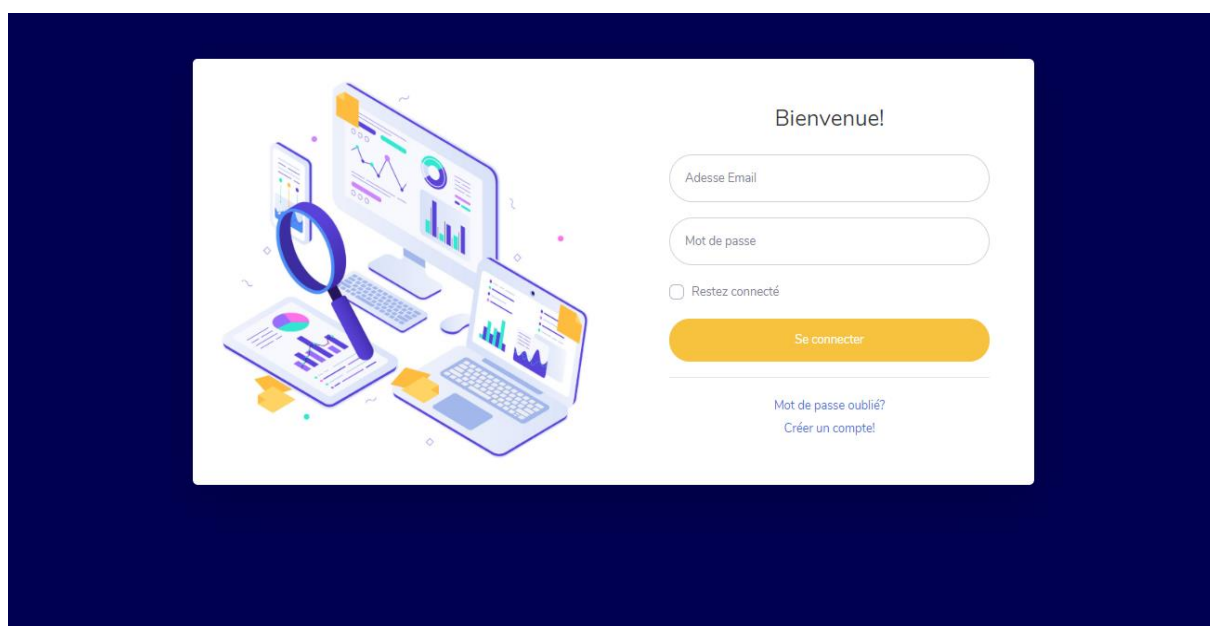 Bienvenue!
Adesse Email
Mot de passe
Restez connecté
Se connecter
Mot de passe oublié?
Créer un compte!